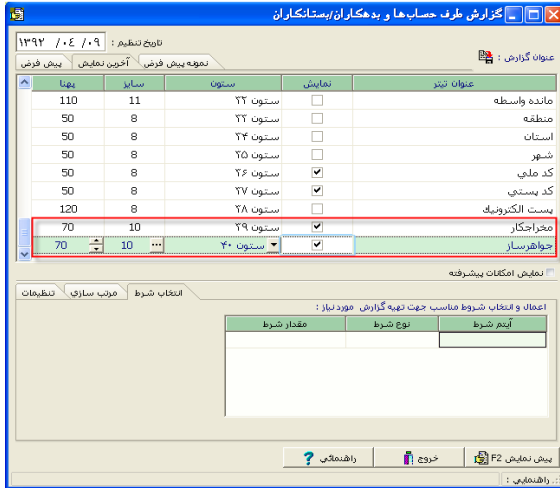 گزارش طرف حساب‌ها و بدهکاران/بستانکاران
عنوان گزارش :
تاریخ تنظیم : ۱۳۹۲ /۰۴ /۰۹
نمونه پیش فرض آخرین نمایش پیش فرض
عنوان تیتر نمایش ستون سایز پهنا
مانده واسطه ستون ۲۲ 11 110
منطقه ستون ۲۳ 8 50
استان ستون ۲۴ 8 50
شهر ستون ۲۵ 8 50
کد ملي ستون ۲۶ 8 50
کد پستي ستون ۲۷ 8 50
پست الکترونيك ستون ۲۸ 8 120
مخراجکار ستون ۲۹ 10 70
جواهرساز ستون ۴۰ 10 ... 70
نمایش امکانات پیشرفته
انتخاب شرط مرتب سازي تنظیمات
اعمال و انتخاب شروط مناسب جهت تهیه گزارش مورد نیاز :
آیتم شرط نوع شرط مقدار شرط
پیش نمایش F2 خروج راهنمائی ?
راهنمایی :